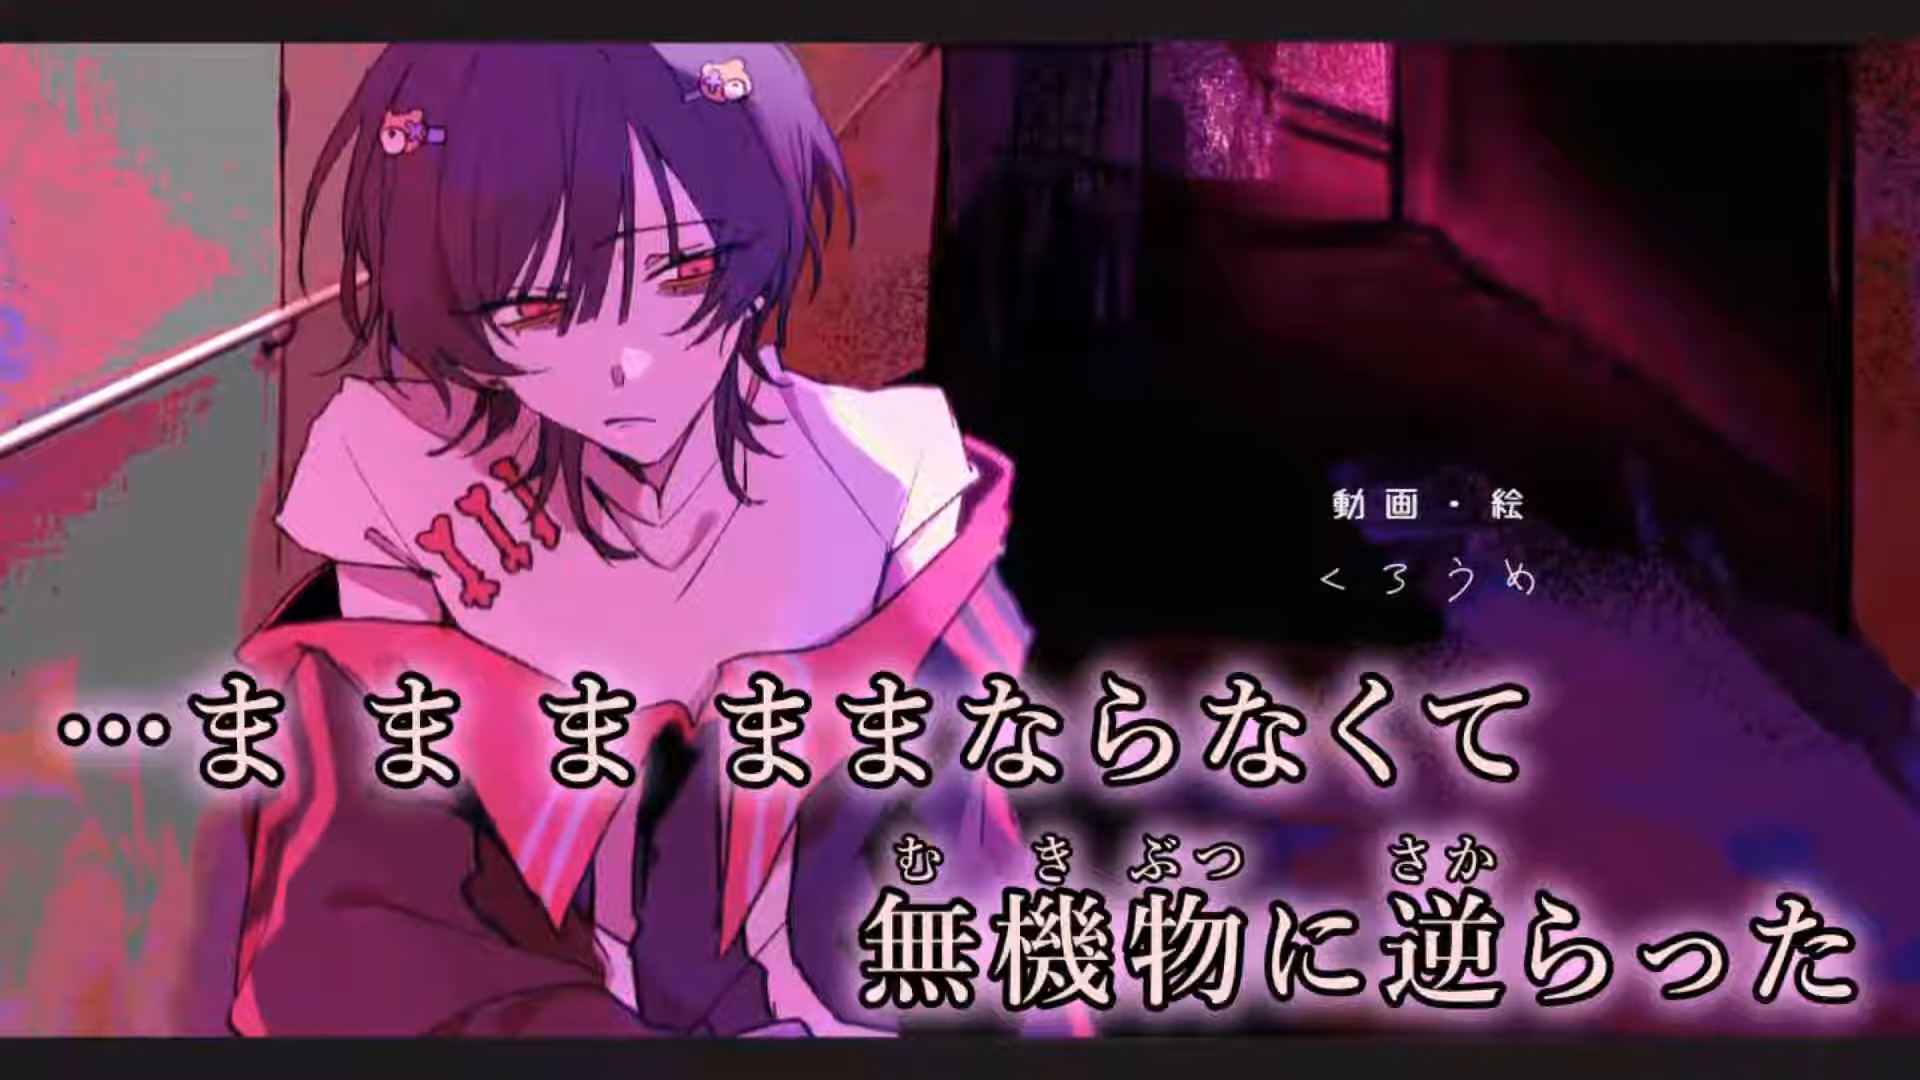 動画・絵
くろうめ
…ま ま ま ままならなくて
む き ぶつ さか
無機物に逆らった